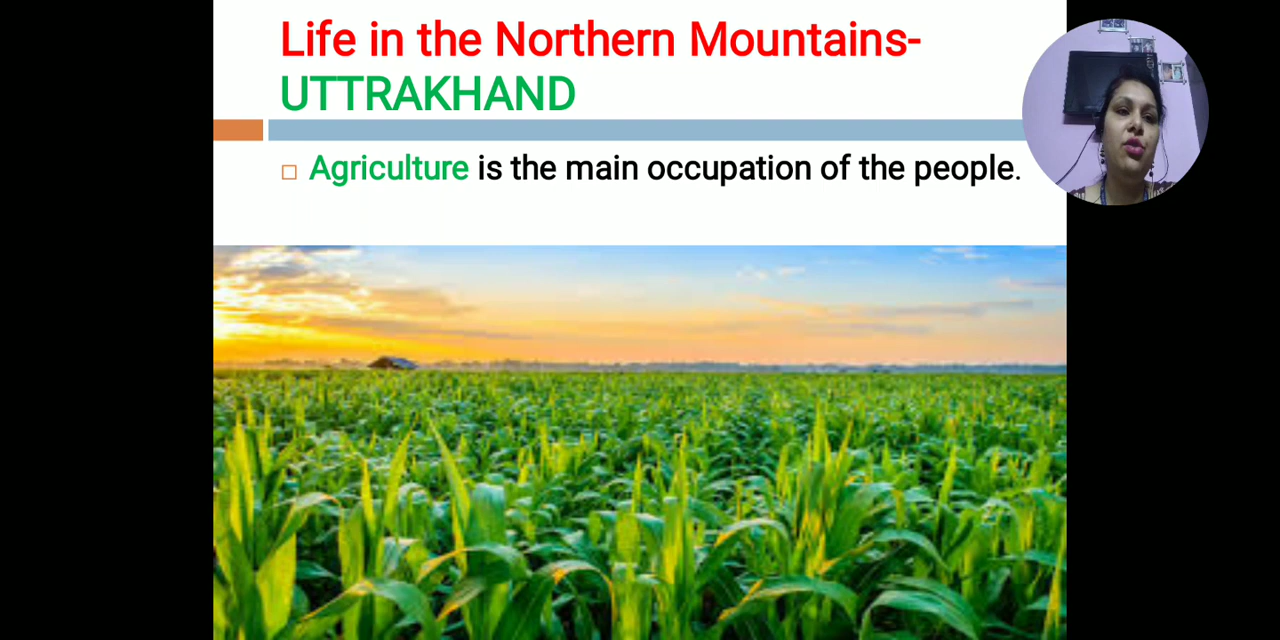 Life in the Northern Mountains-
UTTRAKHAND
Agriculture is the main occupation of the people.